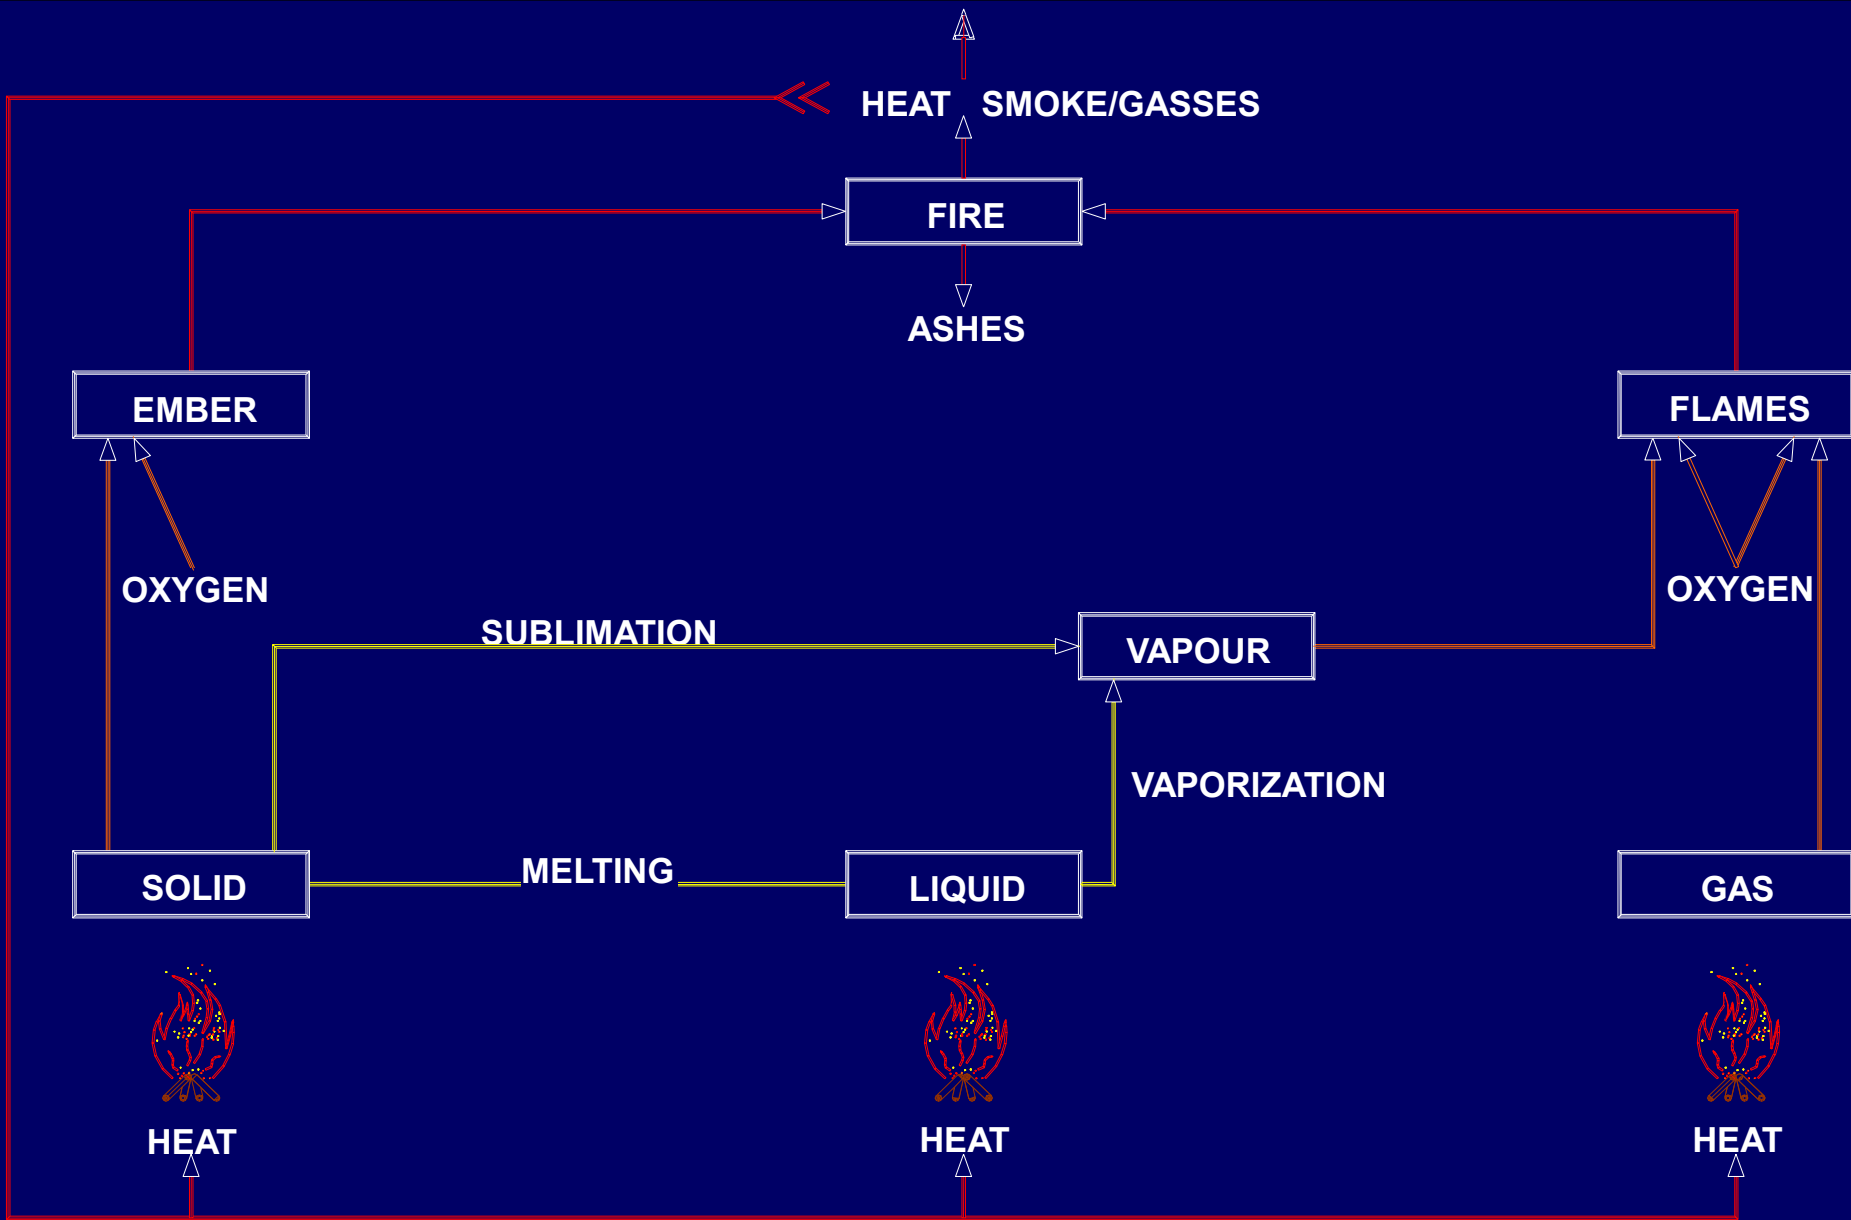 HEAT SMOKE/GASSES
FIRE
ASHES
EMBER
FLAMES
OXYGEN
OXYGEN
SUBLIMATION
VAPOUR
VAPORIZATION
MELTING
SOLID
LIQUID
GAS
HEAT
HEAT
HEAT